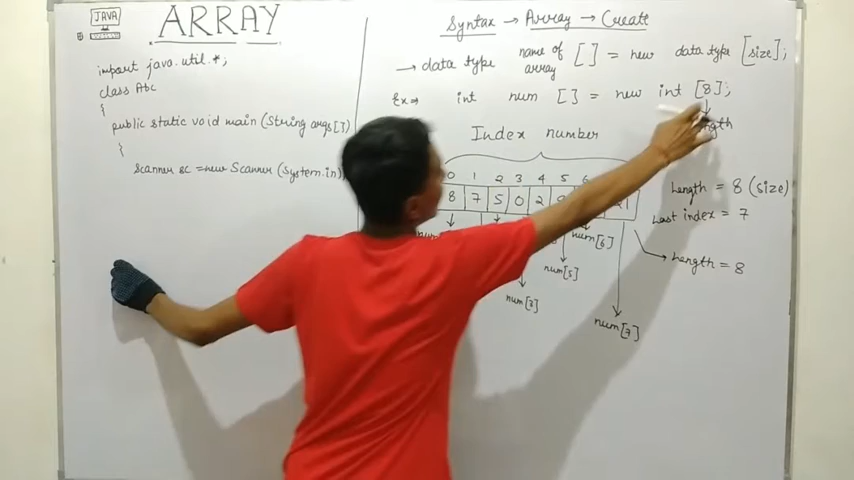 JAVA
ARRAY
import java.util.*;
class Abc
{
public static void main (String args[])
{
Scanner sc = new Scanner (System.in)
Syntax → Array → Create
→ data type name of array [ ] = new data type [size];
Ex⇒ int num [ ] = new int [8];
Index number
0 1 2 3 4 5 6
8 7 5 0 2
num[6]
num[5]
num[3]
num[7]
Length = 8 (size)
Last index = 7
Length = 8